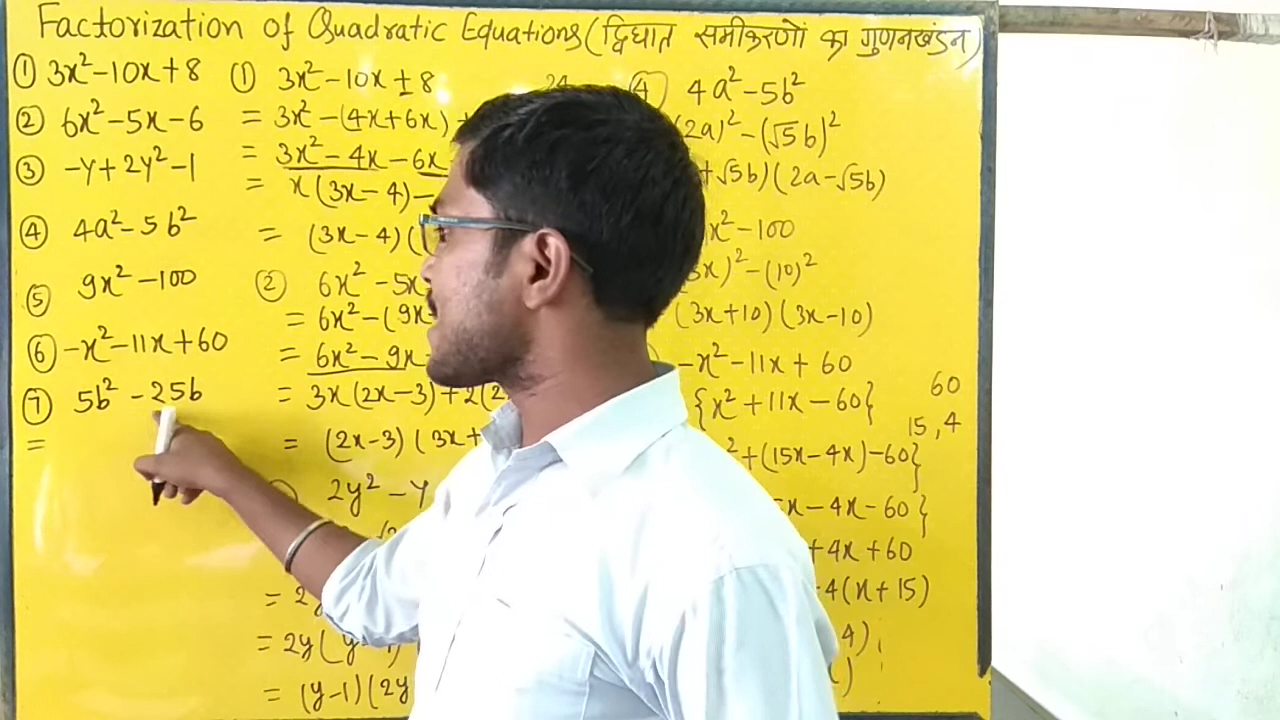 Factorization of Quadratic Equations (द्विघात समीकरणों का गुणनखंडन)
① 3x²-10x+8
② 6x²-5x-6
③ -y+2y²-1
④ 4a²-5b²
⑤ 9x²-100
⑥ -x²-11x+60
⑦ 5b²-25b
=
① 3x²-10x+8
= 3x²-(4x+6x)
= 3x²-4x-6x
= x(3x-4)-
= (3x-4)(
② 6x²-5x
= 6x²-(9x
= 6x²-9x
= 3x(2x-3)+2(2
= (2x-3)(3x+
2y²-y
= 2y
= 2y(y-1)
= (y-1)(2y
24
④ 4a²-5b²
(2a)²-(√5b)²
+√5b)(2a-√5b)
x²-100
3x)²-(10)²
(3x+10)(3x-10)
-x²-11x+60
{x²+11x-60}
60
15,4
²+(15x-4x)-60}
x-4x-60}
+4x+60
-4(x+15)
4)
)